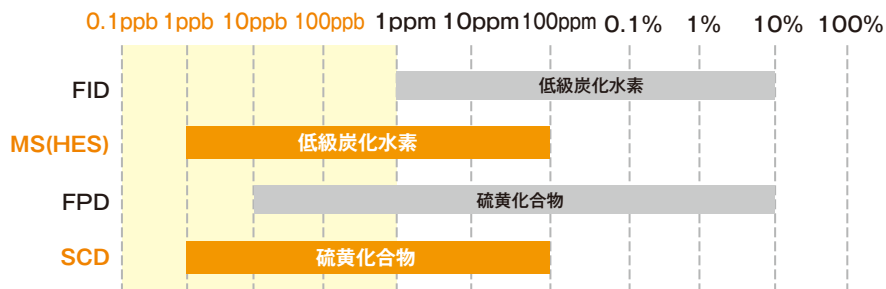 0.1ppb 1ppb 10ppb 100ppb 1ppm 10ppm 100ppm 0.1% 1% 10% 100%
FID 低級炭化水素
MS(HES) 低級炭化水素
FPD 硫黄化合物
SCD 硫黄化合物